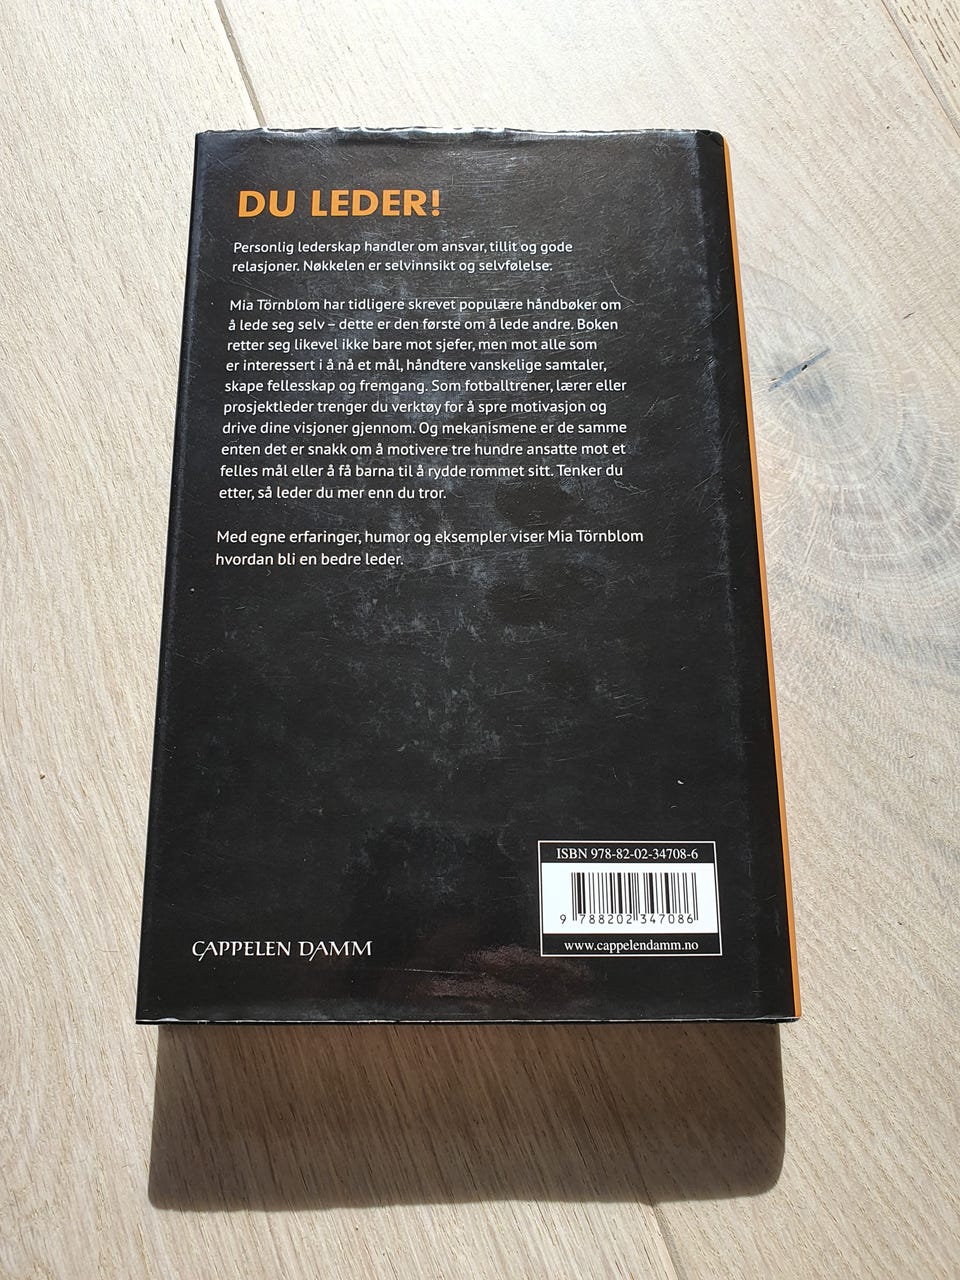 DU LEDER!
Personlig lederskap handler om ansvar, tillit og gode
relasjoner. Nøkkelen er selvinnsikt og selvfølelse.
Mia Törnblom har tidligere skrevet populære håndbøker om
å lede seg selv – dette er den første om å lede andre. Boken
retter seg likevel ikke bare mot sjefer, men mot alle som
er interessert i å nå et mål, håndtere vanskelige samtaler,
skape fellesskap og fremgang. Som fotballtrener, lærer eller
prosjektleder trenger du verktøy for å spre motivasjon og
drive dine visjoner gjennom. Og mekanismene er de samme
enten det er snakk om å motivere tre hundre ansatte mot et
felles mål eller å få barna til å rydde rommet sitt. Tenker du
etter, så leder du mer enn du tror.
Med egne erfaringer, humor og eksempler viser Mia Törnblom
hvordan bli en bedre leder.
ISBN 978-82-02-34708-6
9 788202 347086
www.cappelendamm.no
CAPPELEN DAMM